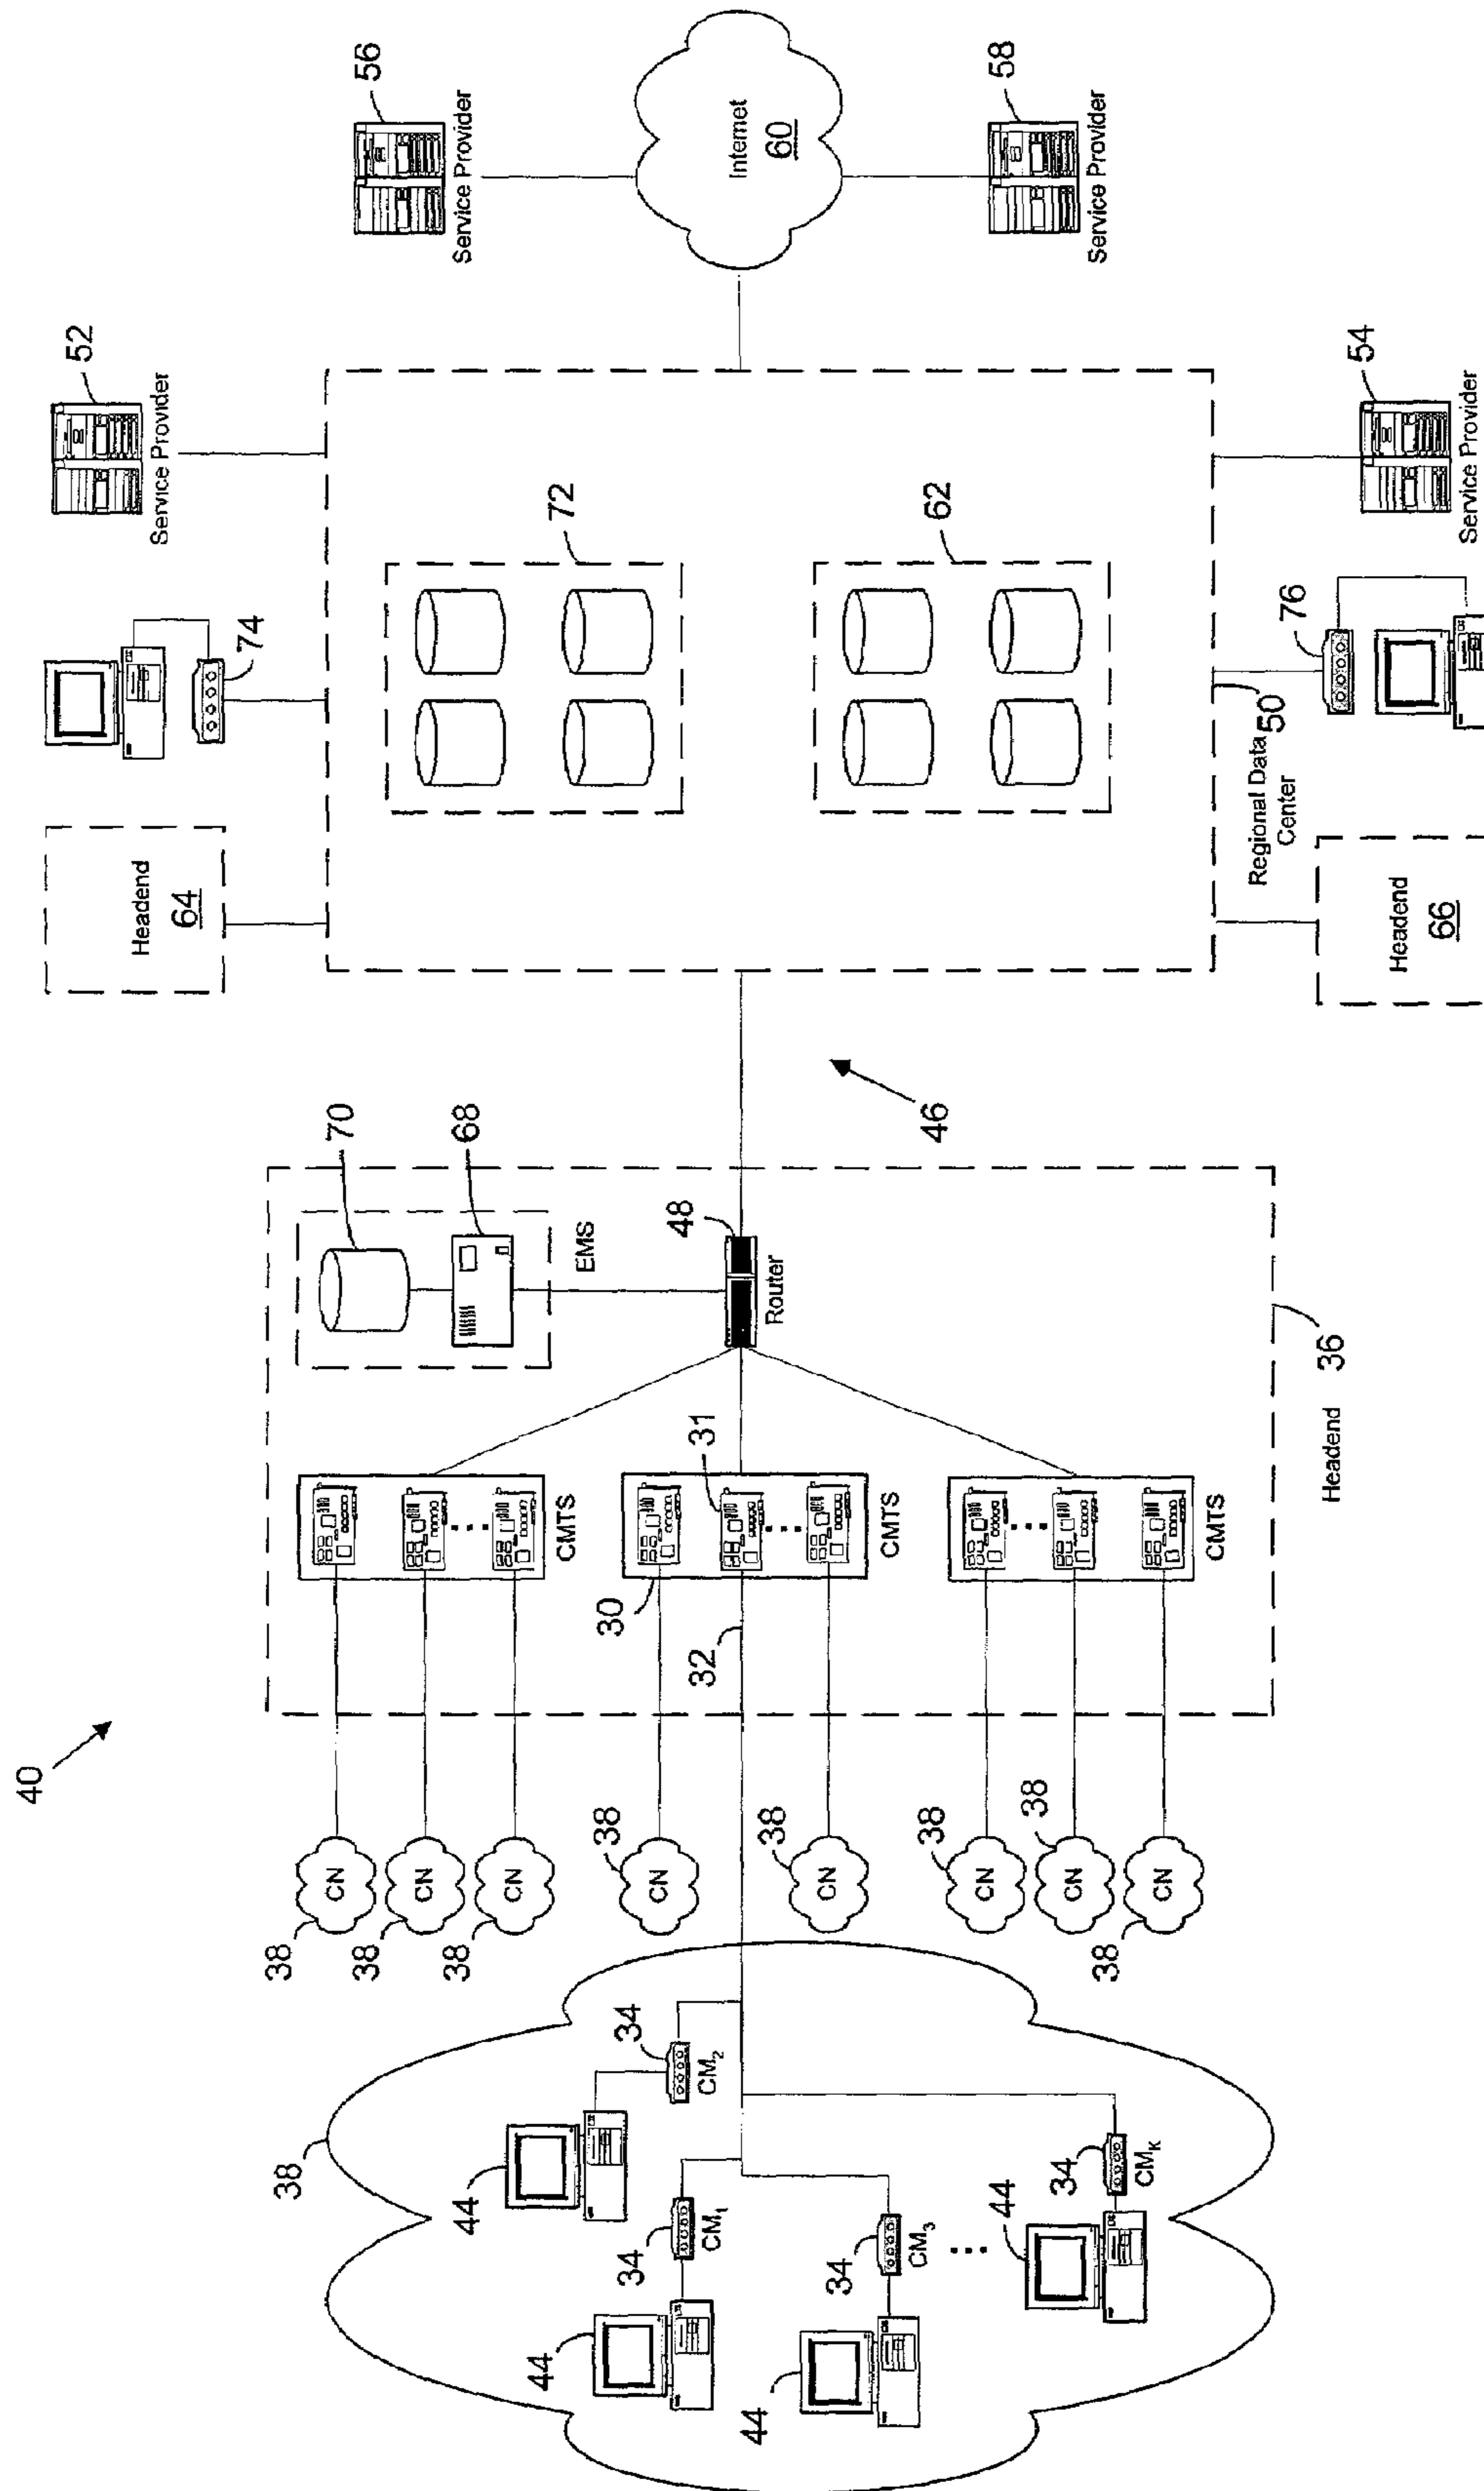 40
38
44
34
CM₁
44
34
CM₂
44
34
CM₃
44
34
CMₖ
38
CN
38
CN
38
CN
38
CN
38
CN
38
CN
38
CN
38
CN
32
30
31
CMTS
CMTS
CMTS
70
68
EMS
48
Router
Headend
36
46
Headend
64
Headend
66
74
76
72
62
Regional Data
Center
50
52
Service Provider
54
Service Provider
56
Service Provider
58
Service Provider
Internet
60